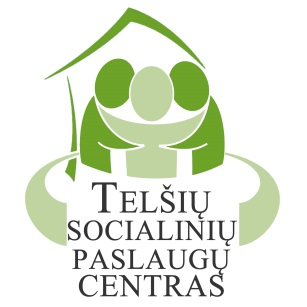 TELŠIŲ
SOCIALINIŲ
PASLAUGŲ
CENTRAS